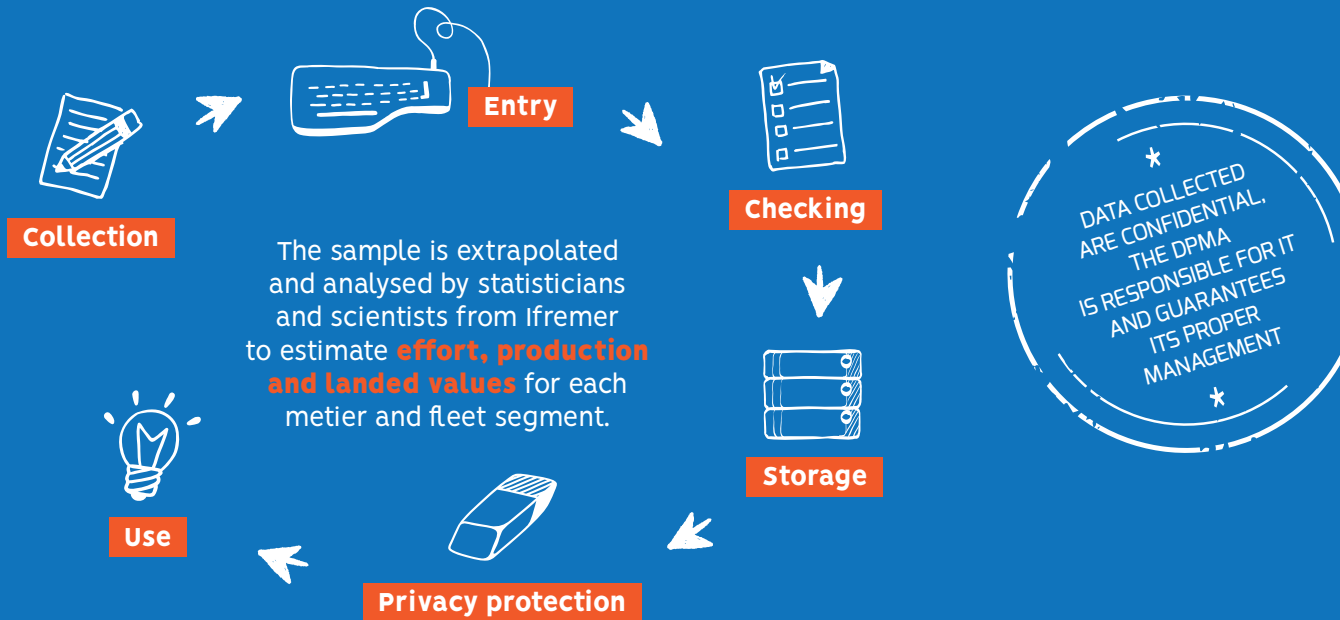 Entry
Collection
Checking
The sample is extrapolated
and analysed by statisticians
and scientists from Ifremer
to estimate effort, production
and landed values for each
metier and fleet segment.
Storage
Use
Privacy protection
*
DATA COLLECTED
ARE CONFIDENTIAL,
THE DPMA
IS RESPONSIBLE FOR IT
AND GUARANTEES
ITS PROPER
MANAGEMENT
*